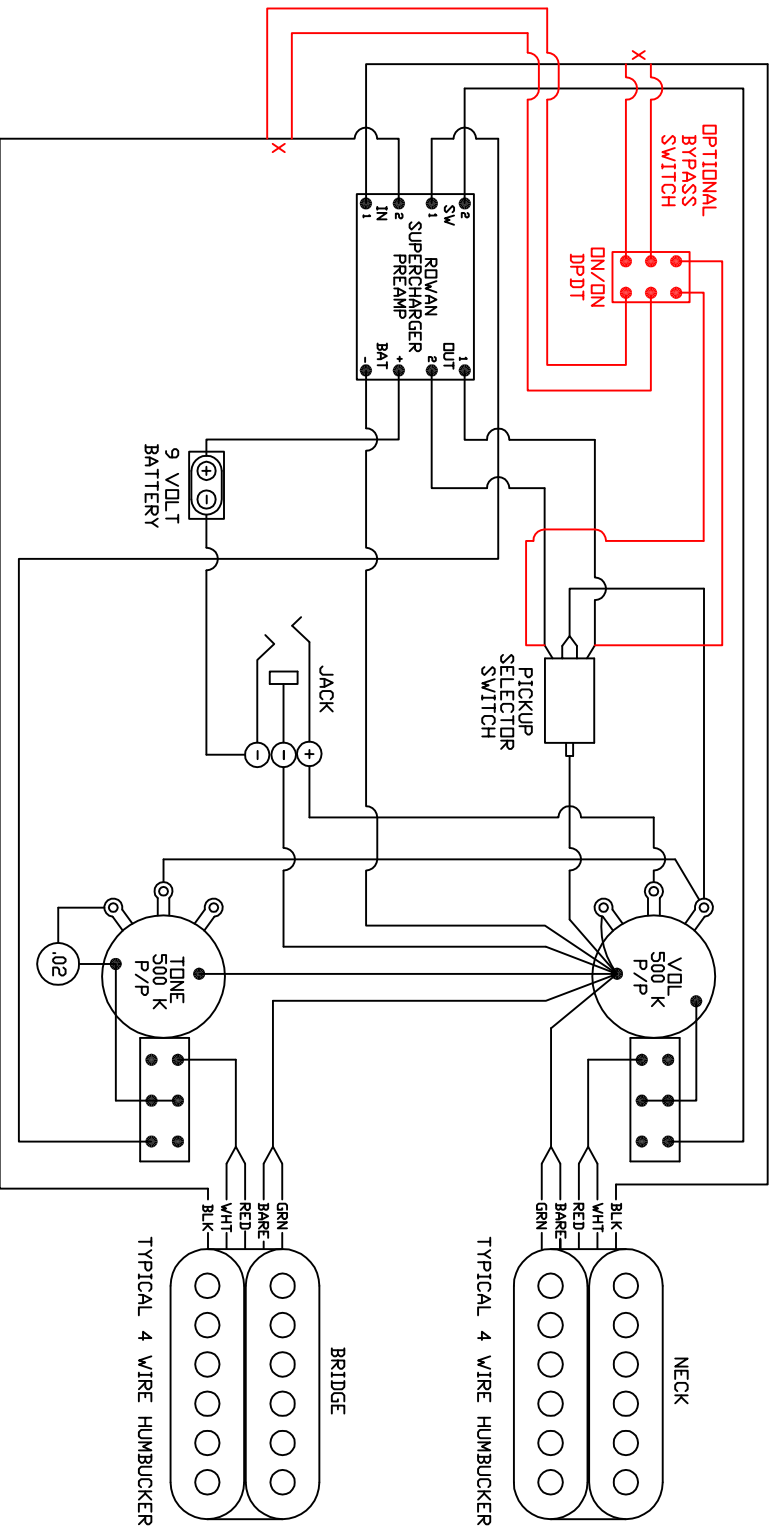 OPTIONAL
BYPASS
SWITCH
ON/ON
DPDT
X
X
SW
2
1
IN
2
1
ROWAN
SUPERCHARGER
PREAMP
OUT
1
2
BAT
+
-
9 VOLT
BATTERY
+
-
JACK
-
-
+
PICKUP
SELECTOR
SWITCH
VOL
500 K
P/P
TONE
500 K
P/P
.02
BLK
WHT
RED
BARE
GRN
NECK
TYPICAL 4 WIRE HUMBUCKER
GRN
BARE
RED
WHT
BLK
BRIDGE
TYPICAL 4 WIRE HUMBUCKER